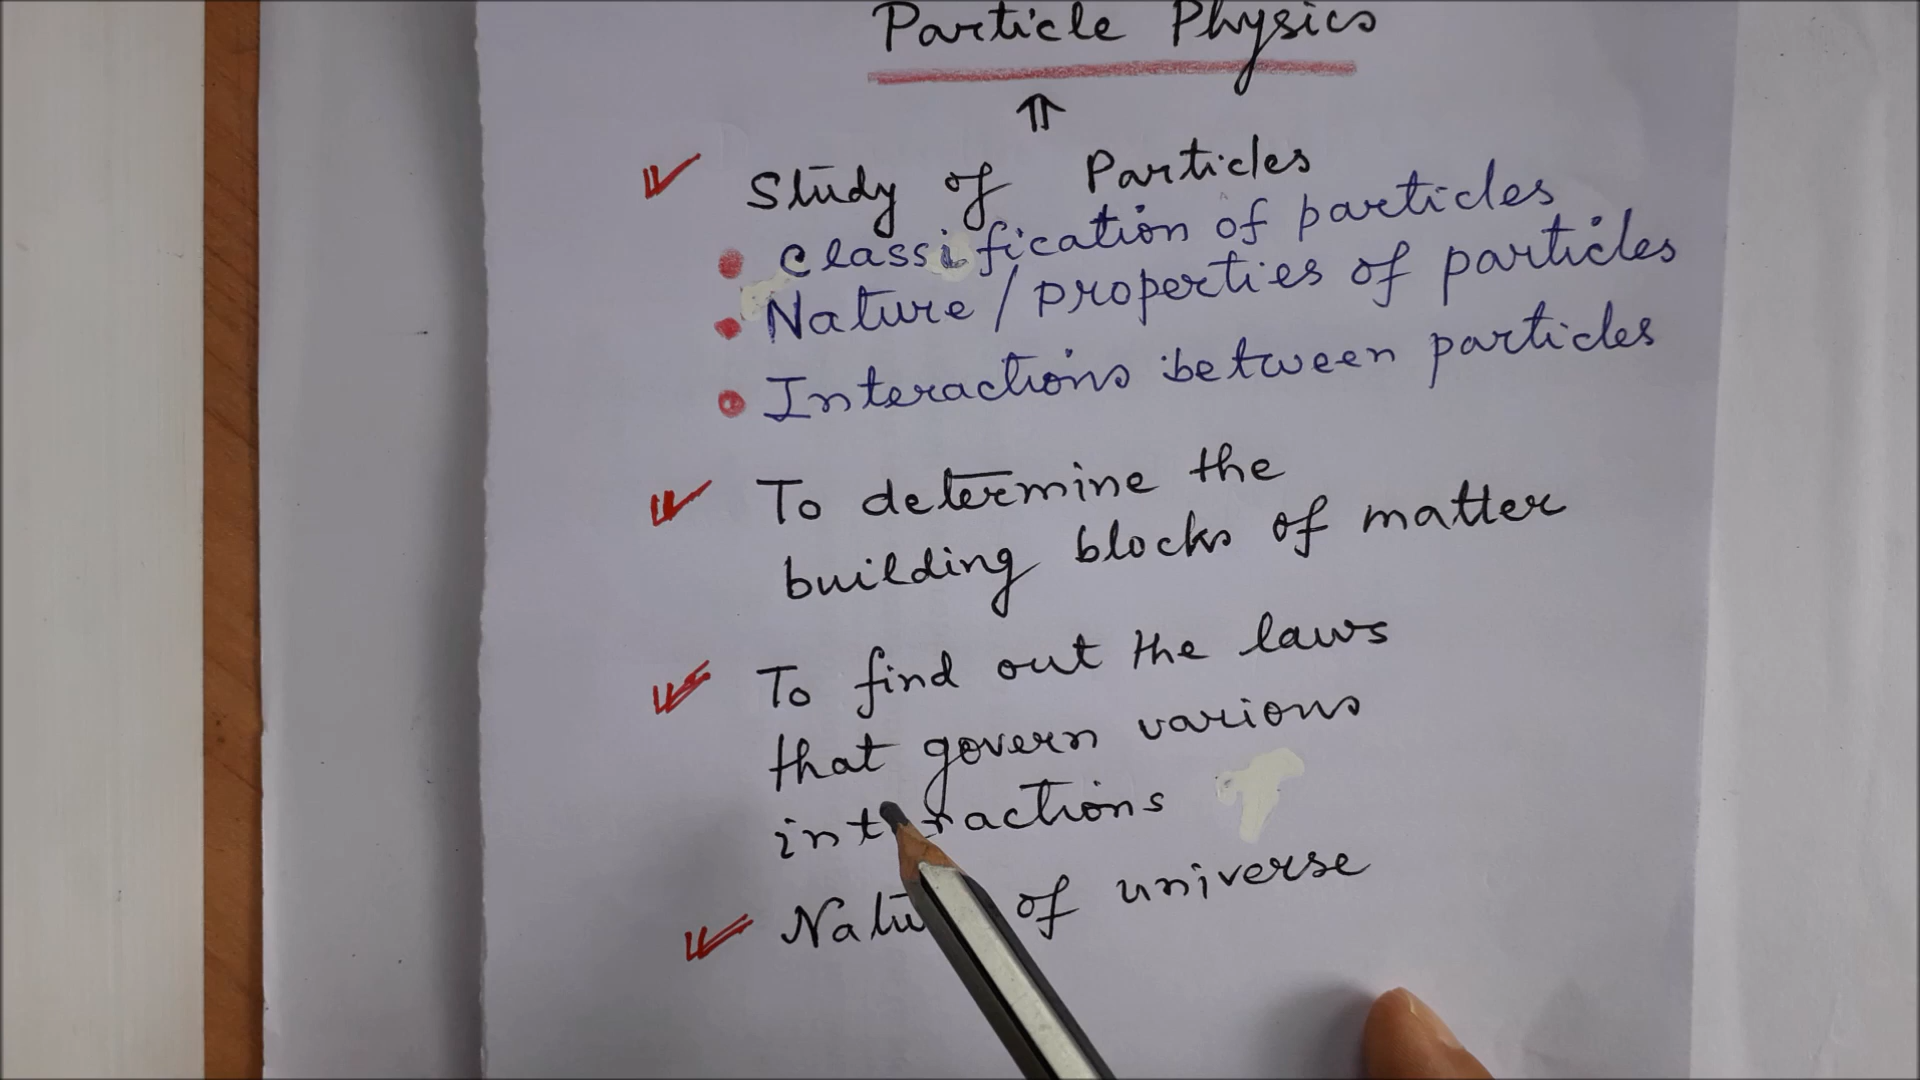 Particle Physics
⇑
Study of Particles
Classification of particles
Nature / properties of particles
Interactions between particles
To determine the
building blocks of matter
To find out the laws
that govern various
interactions
Nature of universe